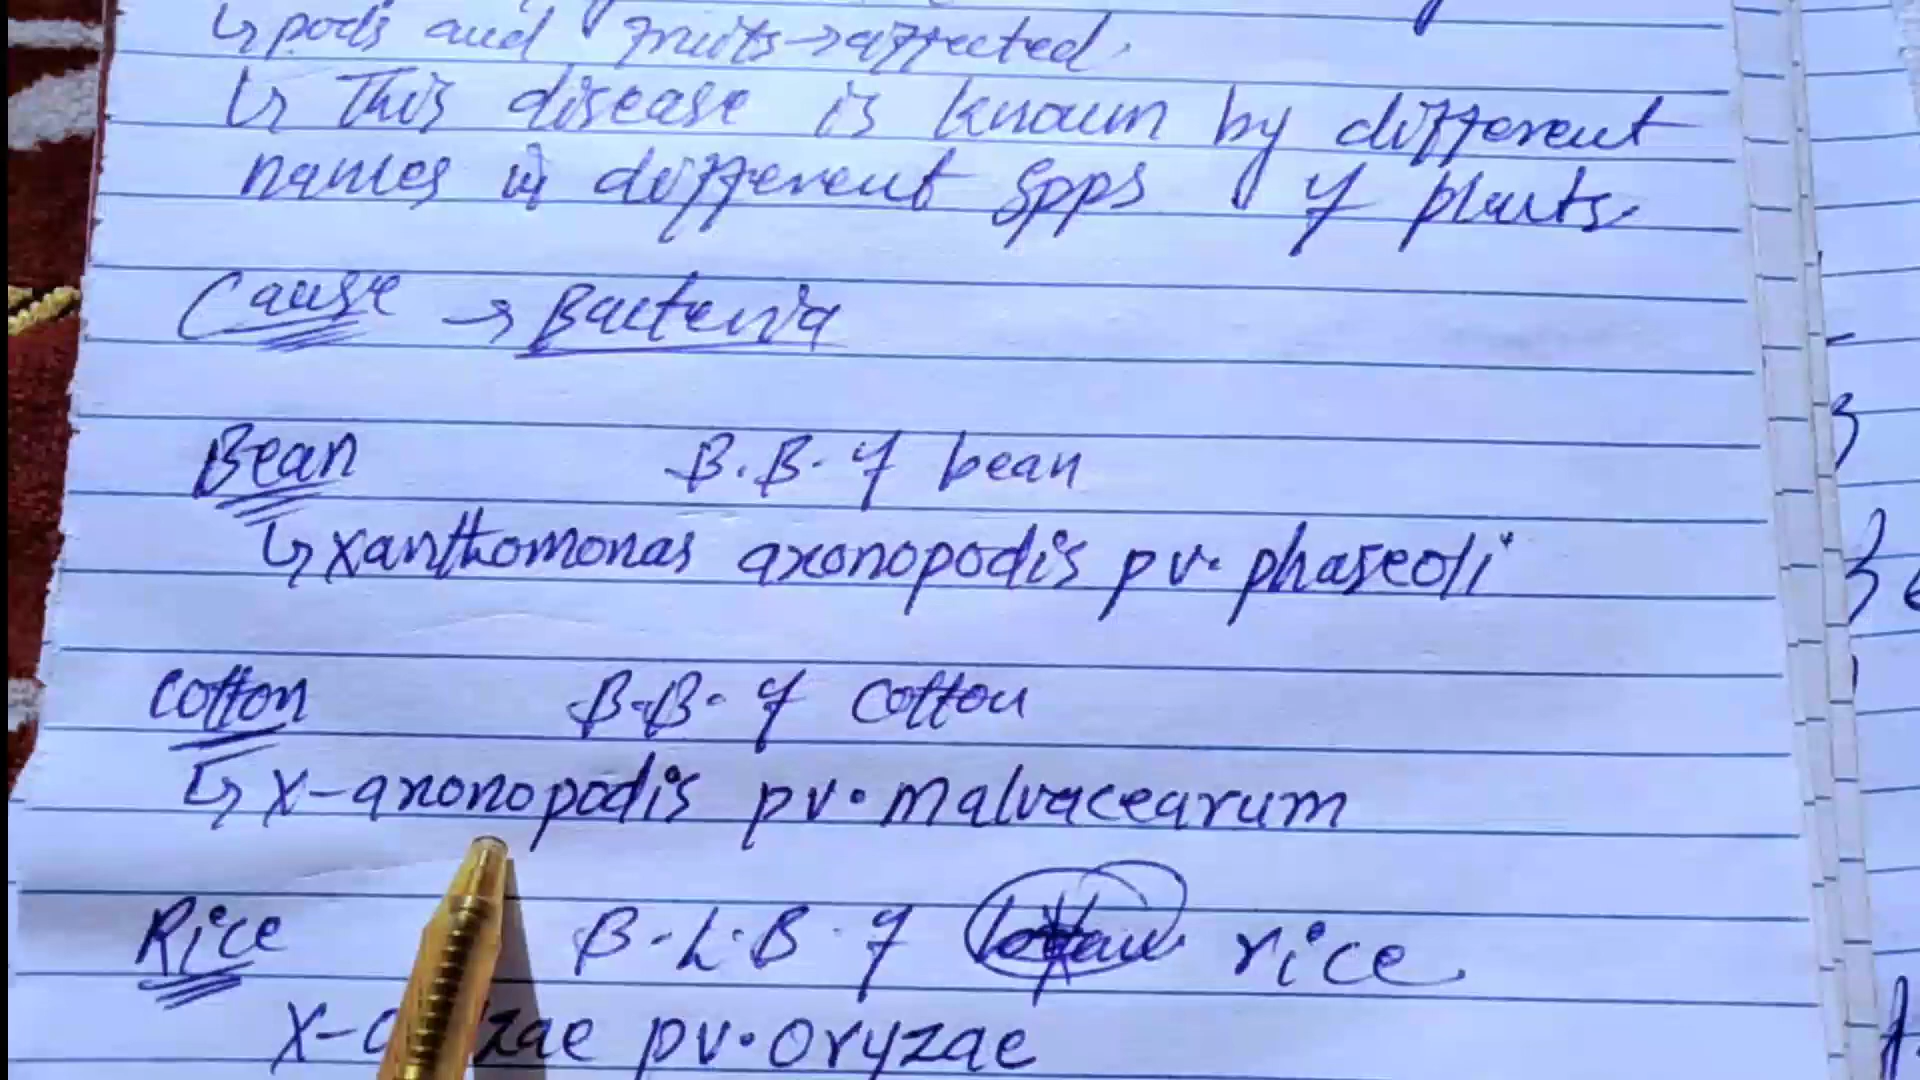 ↳ pods and fruits→affected.
↳ This disease is known by different
names in different Spps of plants.
Cause → Bacteria
Bean B.B. of bean
↳ xanthomonas axonopodis pv. phaseoli
Cotton B.B. of Cotton
↳ X-axonopodis pv. malvacearum
Rice B.L.B. of rice.
pv. oryzae